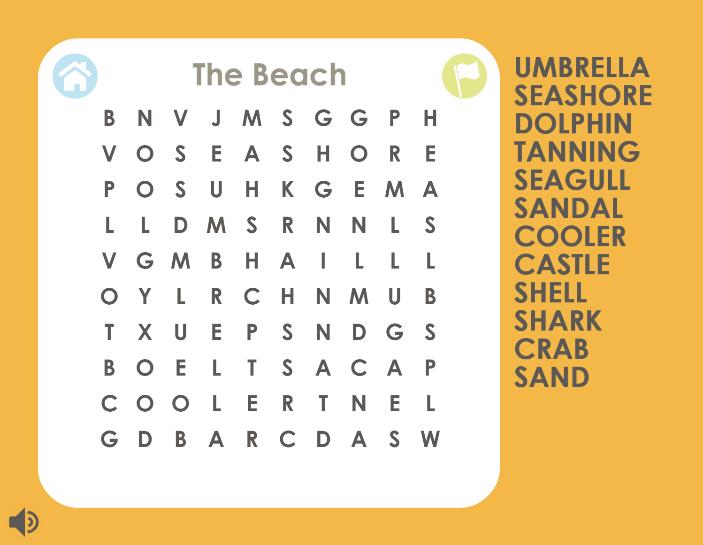 The Beach
B N V J M S G G P H
V O S E A S H O R E
P O S U H K G E M A
L L D M S R N N L S
V G M B H A I L L L
O Y L R C H N M U B
T X U E P S N D G S
B O E L T S A C A P
C O O L E R T N E L
G D B A R C D A S W
UMBRELLA
SEASHORE
DOLPHIN
TANNING
SEAGULL
SANDAL
COOLER
CASTLE
SHELL
SHARK
CRAB
SAND